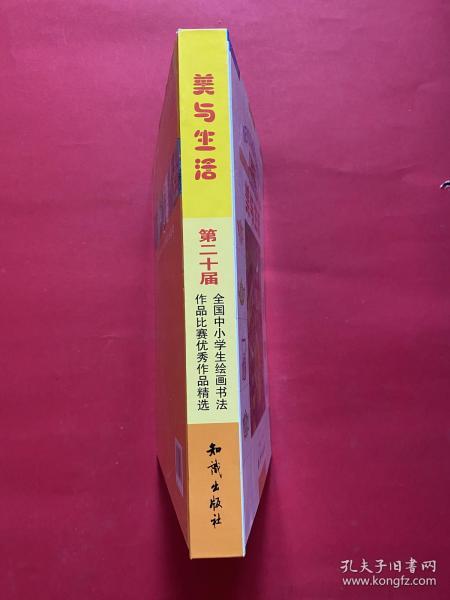 美与生活
第二十届
全国中小学生绘画书法
作品比赛优秀作品精选
知识出版社
孔夫子旧书网
www.kongfz.com